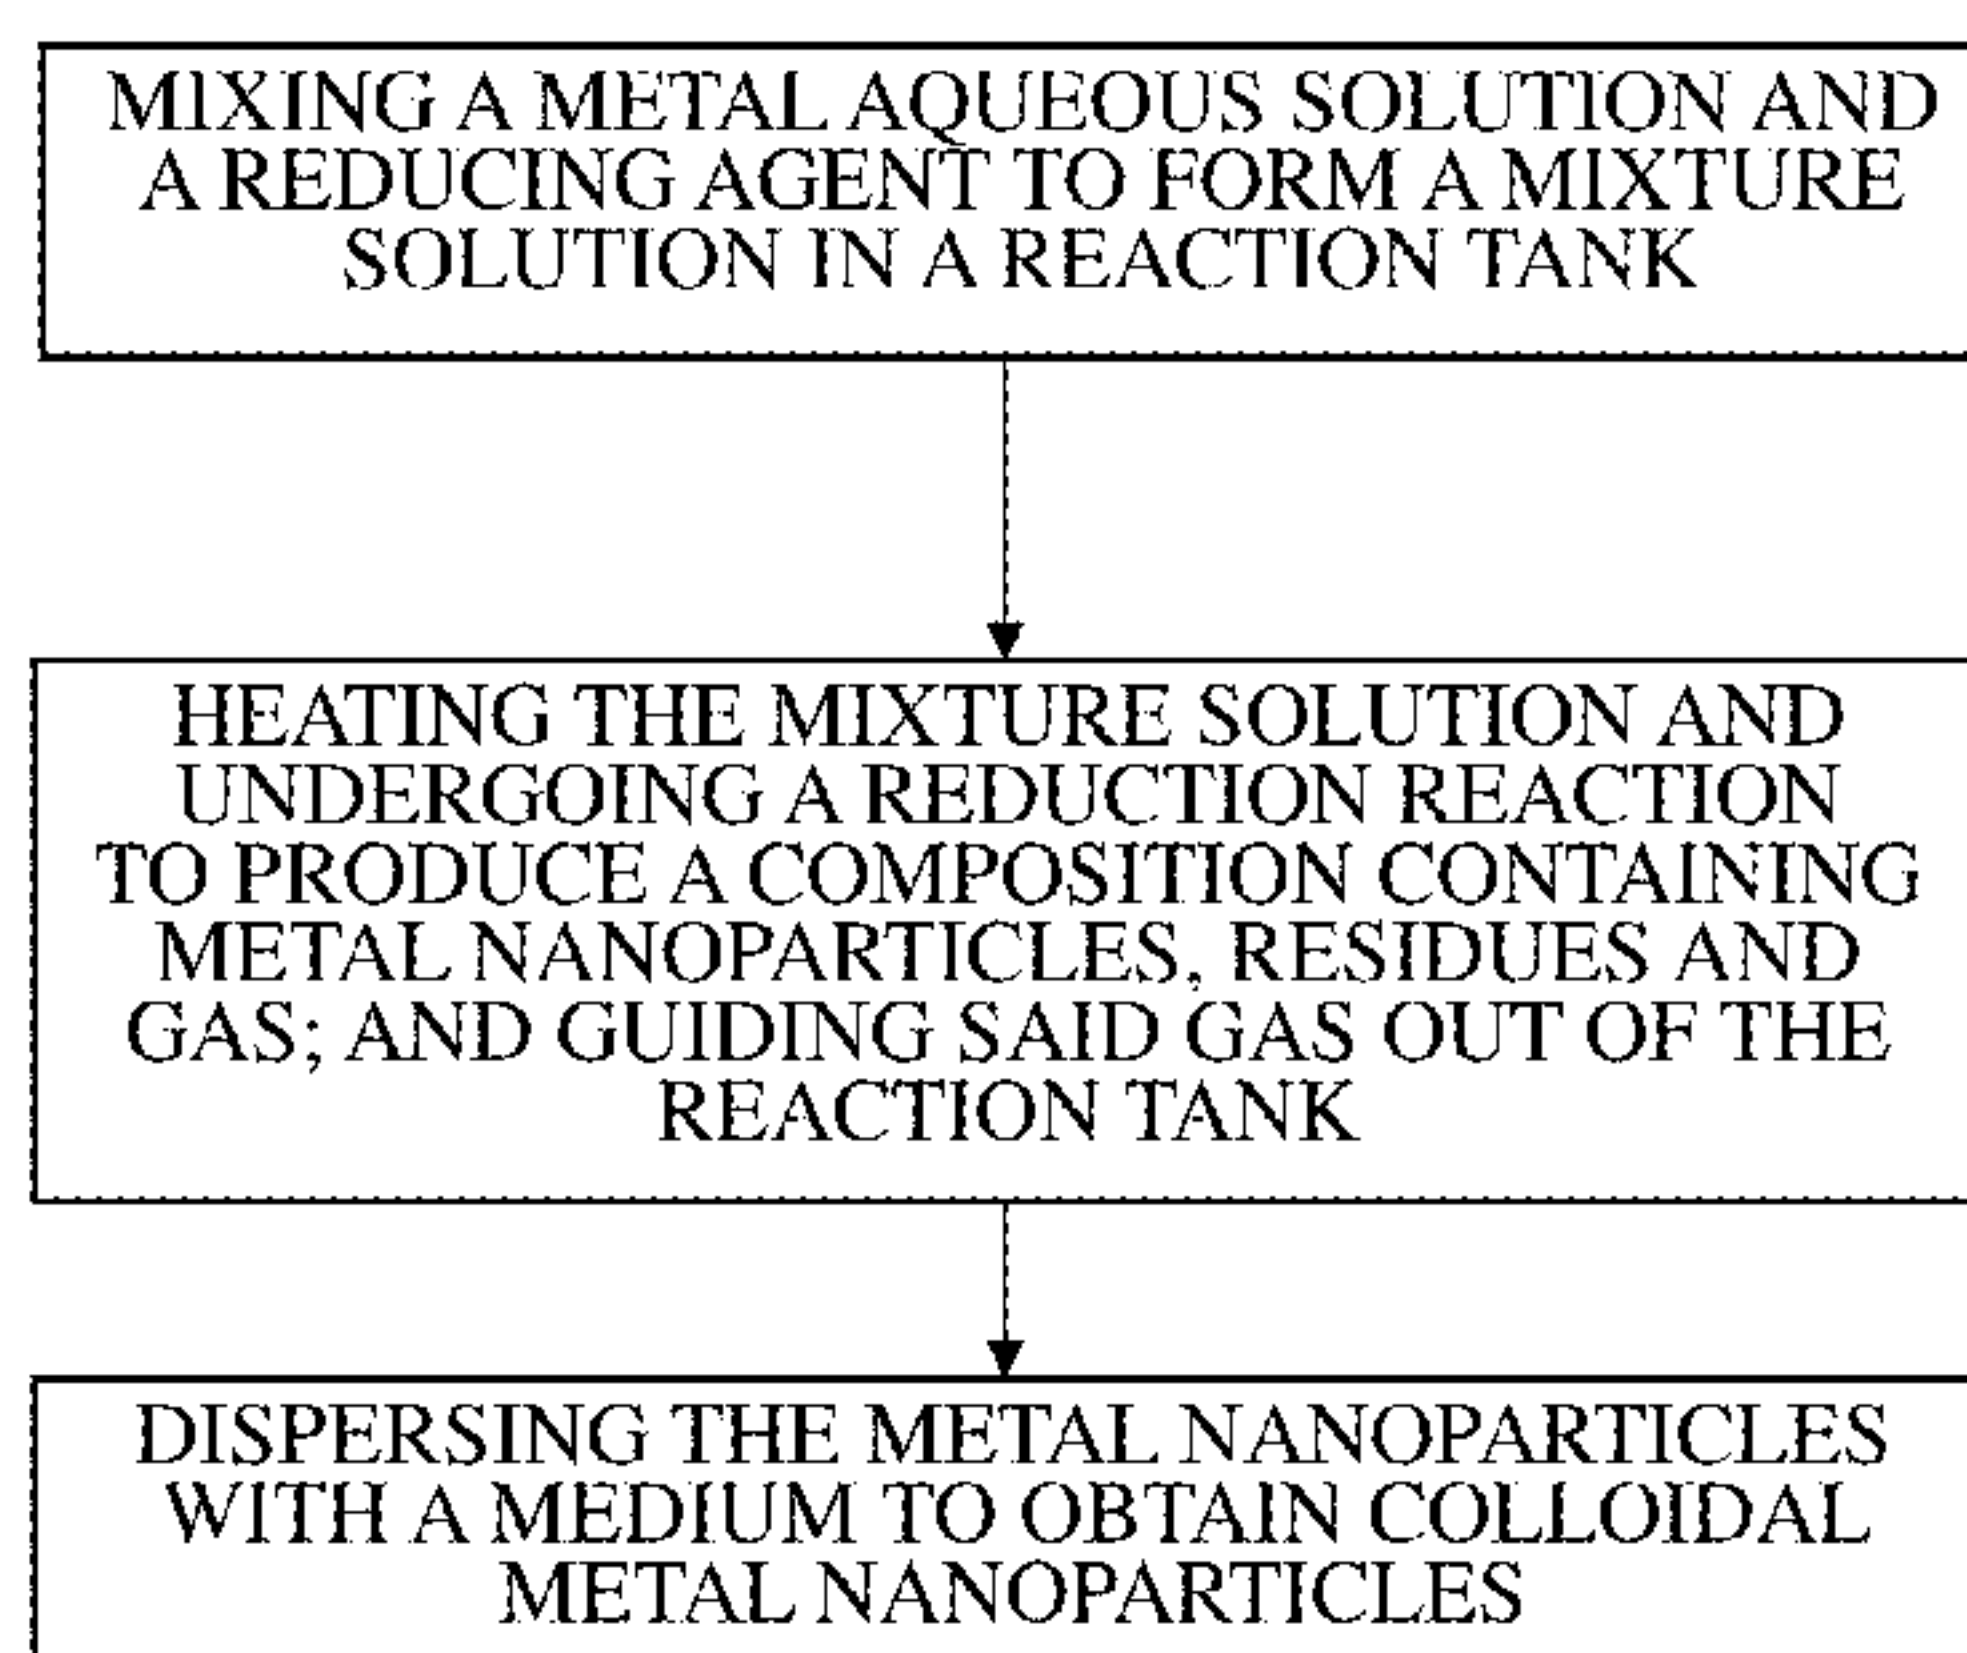 MIXING A METAL AQUEOUS SOLUTION AND
A REDUCING AGENT TO FORM A MIXTURE
SOLUTION IN A REACTION TANK
HEATING THE MIXTURE SOLUTION AND
UNDERGOING A REDUCTION REACTION
TO PRODUCE A COMPOSITION CONTAINING
METAL NANOPARTICLES, RESIDUES AND
GAS; AND GUIDING SAID GAS OUT OF THE
REACTION TANK
DISPERSING THE METAL NANOPARTICLES
WITH A MEDIUM TO OBTAIN COLLOIDAL
METAL NANOPARTICLES